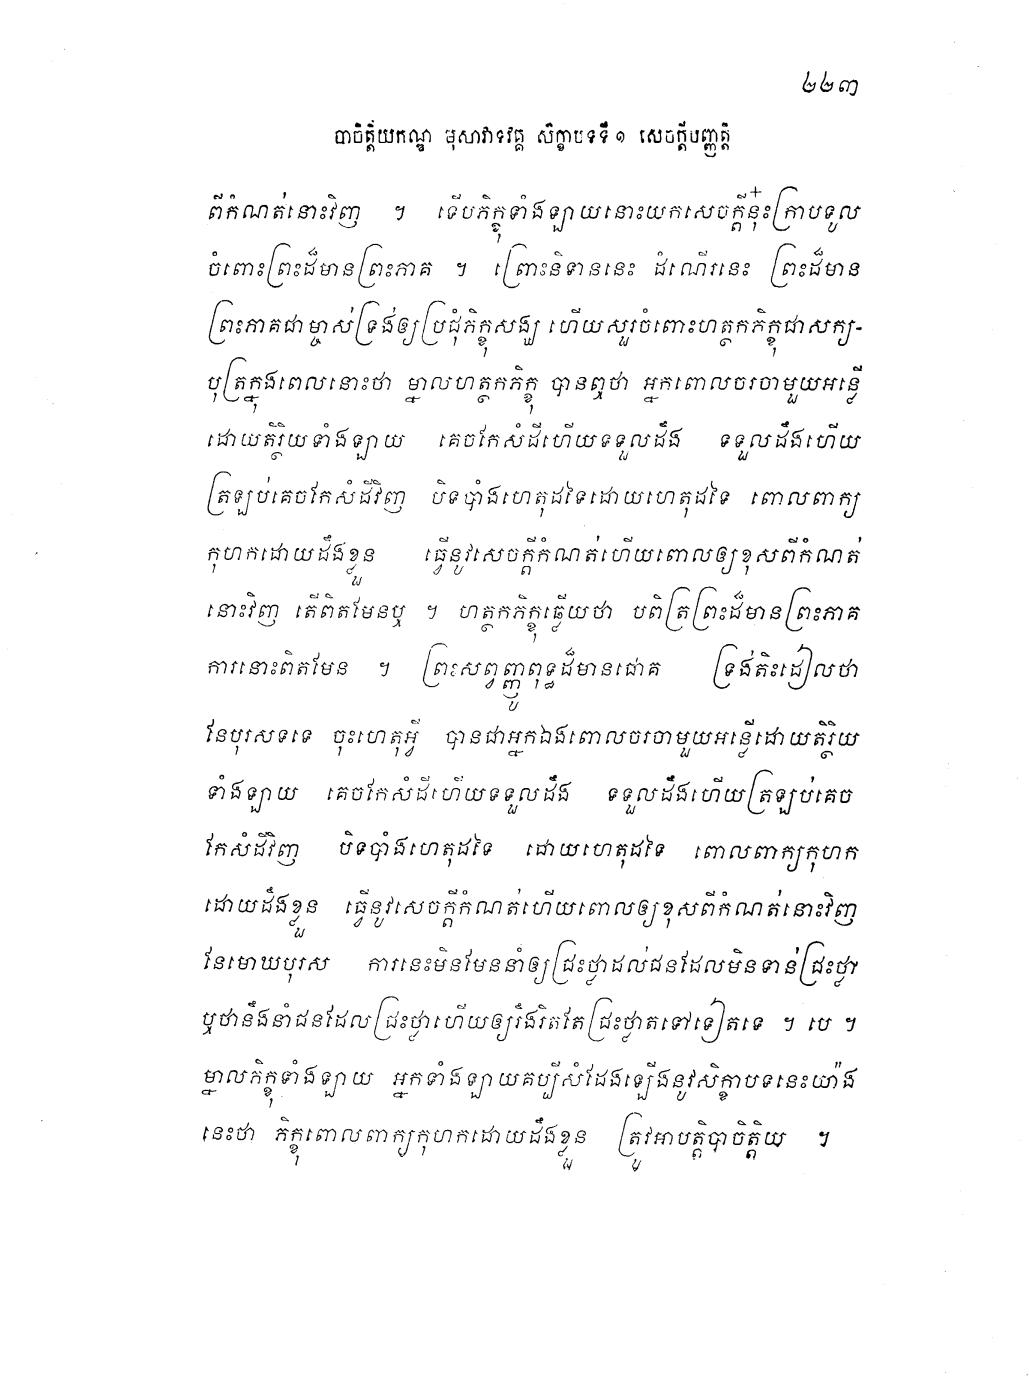 ២២៣
បាចិត្តិយកណ្ឌ មុសាវាទវគ្គ សិក្ខាបទទី ១ សេចក្តីបញ្ញត្តិ
ពីកំណត់នោះវិញ ។ ទើបភិក្ខុទាំងឡាយនោះយកសេចក្តីនុ៎ះក្រាបទូល
ចំពោះព្រះដ៏មានព្រះភាគ ។ ព្រោះនិទាននេះ ដំណើរនេះ ព្រះដ៏មាន
ព្រះភាគជាម្ចាស់ទ្រង់ឲ្យប្រជុំភិក្ខុសង្ឃ ហើយសួរចំពោះហត្ថកភិក្ខុជាសក្យ-
បុត្រក្នុងពេលនោះថា ម្នាលហត្ថកភិក្ខុ បានឮថា អ្នកពោលចរចាមួយអន្លើ
ដោយតិរ្ថិយទាំងឡាយ គេចកែសំដីហើយទទួលដឹង ទទួលដឹងហើយ
ត្រឡប់គេចកែសំដីវិញ បិទបាំងហេតុដទៃដោយហេតុដទៃ ពោលពាក្យ
កុហកដោយដឹងខ្លួន ធ្វើនូវសេចក្តីកំណត់ហើយពោលឲ្យខុសពីកំណត់
នោះវិញ តើពិតមែនឬ ។ ហត្ថកភិក្ខុឆ្លើយថា បពិត្រព្រះដ៏មានព្រះភាគ
ការនោះពិតមែន ។ ព្រះសព្វញ្ញូពុទ្ធដ៏មានជោគ ទ្រង់តិះដៀលថា
នែបុរសទទេ ចុះហេតុអ្វី បានជាអ្នកឯងពោលចរចាមួយអន្លើដោយតិរ្ថិយ
ទាំងឡាយ គេចកែសំដីហើយទទួលដឹង ទទួលដឹងហើយត្រឡប់គេច
កែសំដីវិញ បិទបាំងហេតុដទៃ ដោយហេតុដទៃ ពោលពាក្យកុហក
ដោយដឹងខ្លួន ធ្វើនូវសេចក្តីកំណត់ហើយពោលឲ្យខុសពីកំណត់នោះវិញ
នែមោឃបុរស ការនេះមិនមែននាំឲ្យជ្រះថ្លាដល់ជនដែលមិនទាន់ជ្រះថ្លា
ឬថានឹងនាំជនដែលជ្រះថ្លាហើយឲ្យរឹងរិតតែជ្រះថ្លាតទៅទៀតទេ ។ បេ ។
ម្នាលភិក្ខុទាំងឡាយ អ្នកទាំងឡាយគប្បីសំដែងឡើងនូវសិក្ខាបទនេះយ៉ាង
នេះថា ភិក្ខុពោលពាក្យកុហកដោយដឹងខ្លួន ត្រូវអាបត្តិបាចិត្តិយ ។